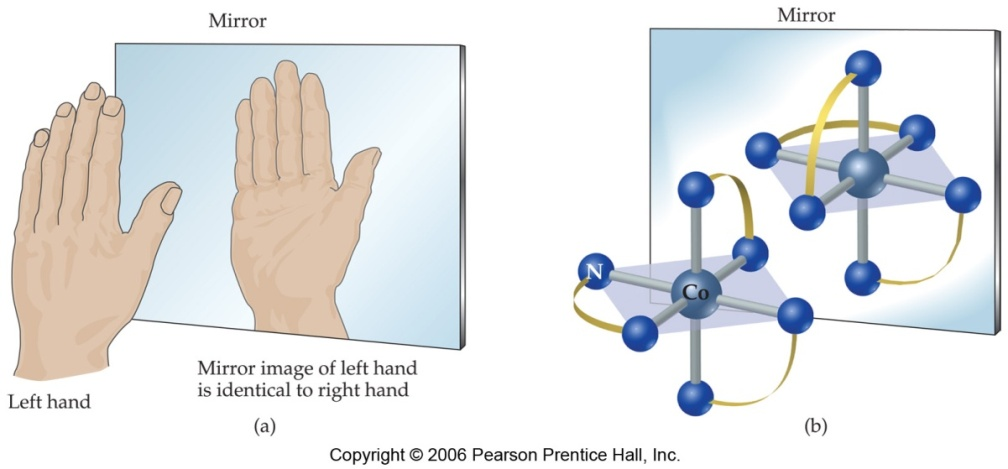 Mirror
Left hand
Mirror image of left hand
is identical to right hand
(a)
Mirror
N
Co
(b)
Copyright © 2006 Pearson Prentice Hall, Inc.